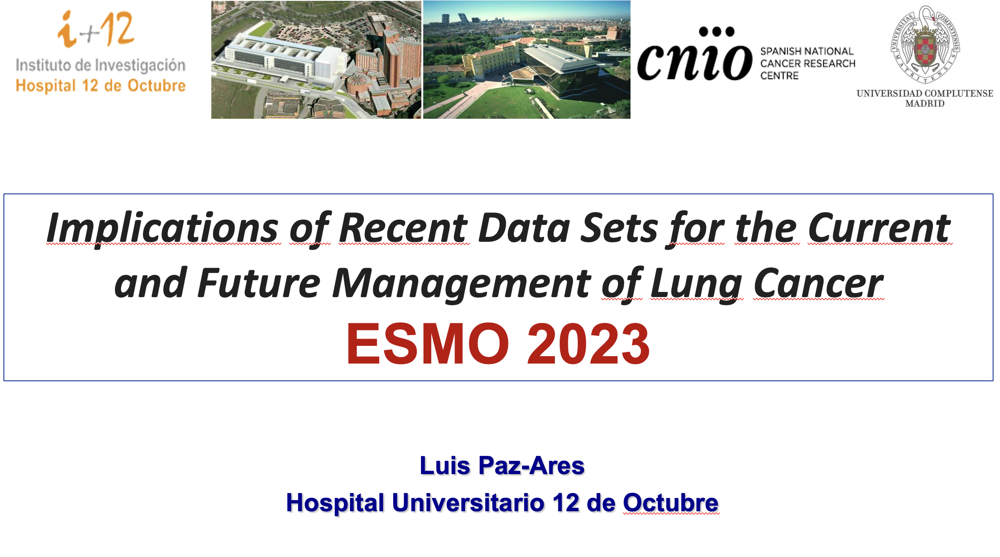 i+12
Instituto de Investigación
Hospital 12 de Octubre
cnio
SPANISH NATIONAL
CANCER RESEARCH
CENTRE
UNIVERSITAS COMPLUTENSIS
MATRITENSIS
UNIVERSIDAD COMPLUTENSE
MADRID
Implications of Recent Data Sets for the Current
and Future Management of Lung Cancer
ESMO 2023
Luis Paz-Ares
Hospital Universitario 12 de Octubre